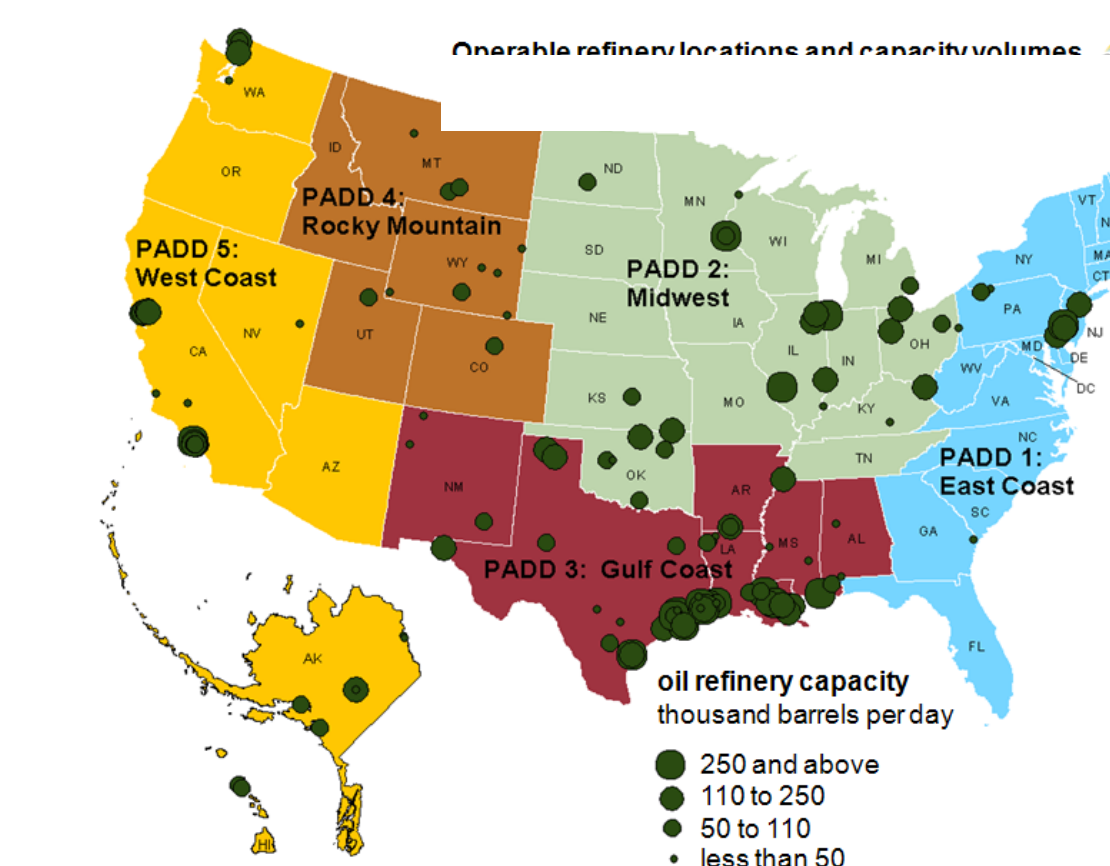 Operable refinery locations and capacity volumes
WA
OR
ID
MT
PADD 4:
Rocky Mountain
PADD 5:
West Coast
WY
NV
UT
CO
CA
AZ
NM
ND
MN
SD
WI
MI
PADD 2:
Midwest
NE
IA
IL
IN
OH
KS
MO
KY
OK
TN
VT
N
NY
MA
CT
PA
NJ
MD
DE
WV
DC
VA
NC
PADD 1:
East Coast
SC
GA
FL
AR
LA
MS
AL
PADD 3: Gulf Coast
AK
HI
oil refinery capacity
thousand barrels per day
250 and above
110 to 250
50 to 110
less than 50